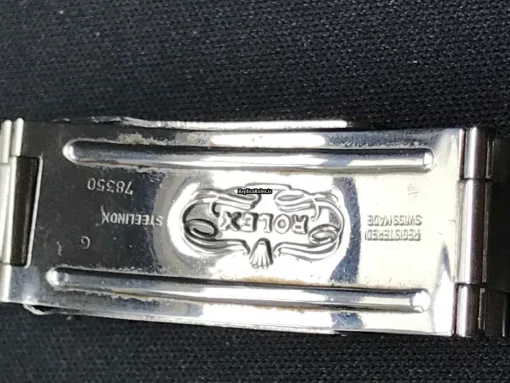 78350
STEELINOX
G
ROLEX
REGISTERED
SWISS MADE